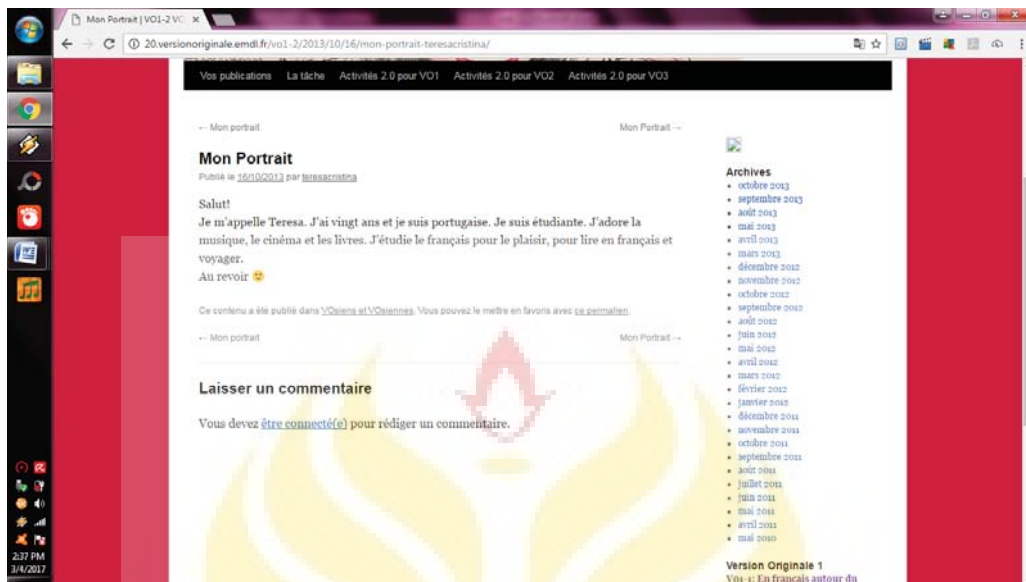 Mon Portrait | VO1-2 VO
20.versionoriginale.emdl.fr/vo1-2/2013/10/16/mon-portrait-teresacristina/
Vos publications La tâche Activités 2.0 pour VO1 Activités 2.0 pour VO2 Activités 2.0 pour VO3
← Mon portrait Mon Portrait →
Mon Portrait
Publié le 16/10/2013 par teresacristina
Salut!
Je m'appelle Teresa. J'ai vingt ans et je suis portugaise. Je suis étudiante. J'adore la
musique, le cinéma et les livres. J'étudie le français pour le plaisir, pour lire en français et
voyager.
Au revoir
Ce contenu a été publié dans VOsiens et VOsiennes. Vous pouvez le mettre en favoris avec ce permalien.
← Mon portrait Mon Portrait →
Laisser un commentaire
Vous devez être connecté(e) pour rédiger un commentaire.
Archives
octobre 2013
septembre 2013
août 2013
mai 2013
avril 2013
mars 2013
décembre 2012
novembre 2012
octobre 2012
septembre 2012
août 2012
juin 2012
mai 2012
avril 2012
mars 2012
février 2012
janvier 2012
décembre 2011
novembre 2011
octobre 2011
septembre 2011
août 2011
juillet 2011
juin 2011
mai 2011
avril 2011
mai 2010
Version Originale 1
Vo1-1: En français autour du
2:37 PM
3/4/2017